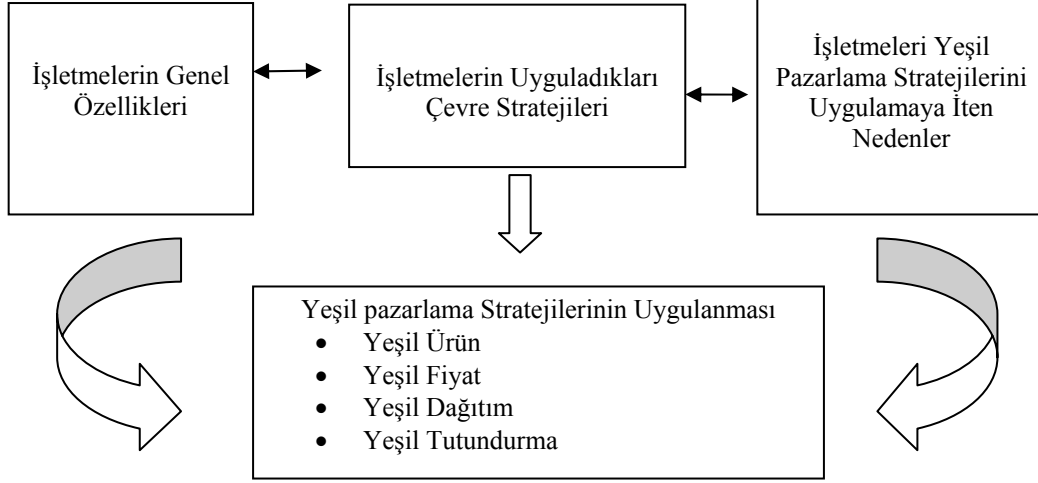 İşletmelerin Genel
Özellikleri
İşletmelerin Uyguladıkları
Çevre Stratejileri
İşletmeleri Yeşil
Pazarlama Stratejilerini
Uygulamaya İten
Nedenler
Yeşil pazarlama Stratejilerinin Uygulanması
• Yeşil Ürün
• Yeşil Fiyat
• Yeşil Dağıtım
• Yeşil Tutundurma